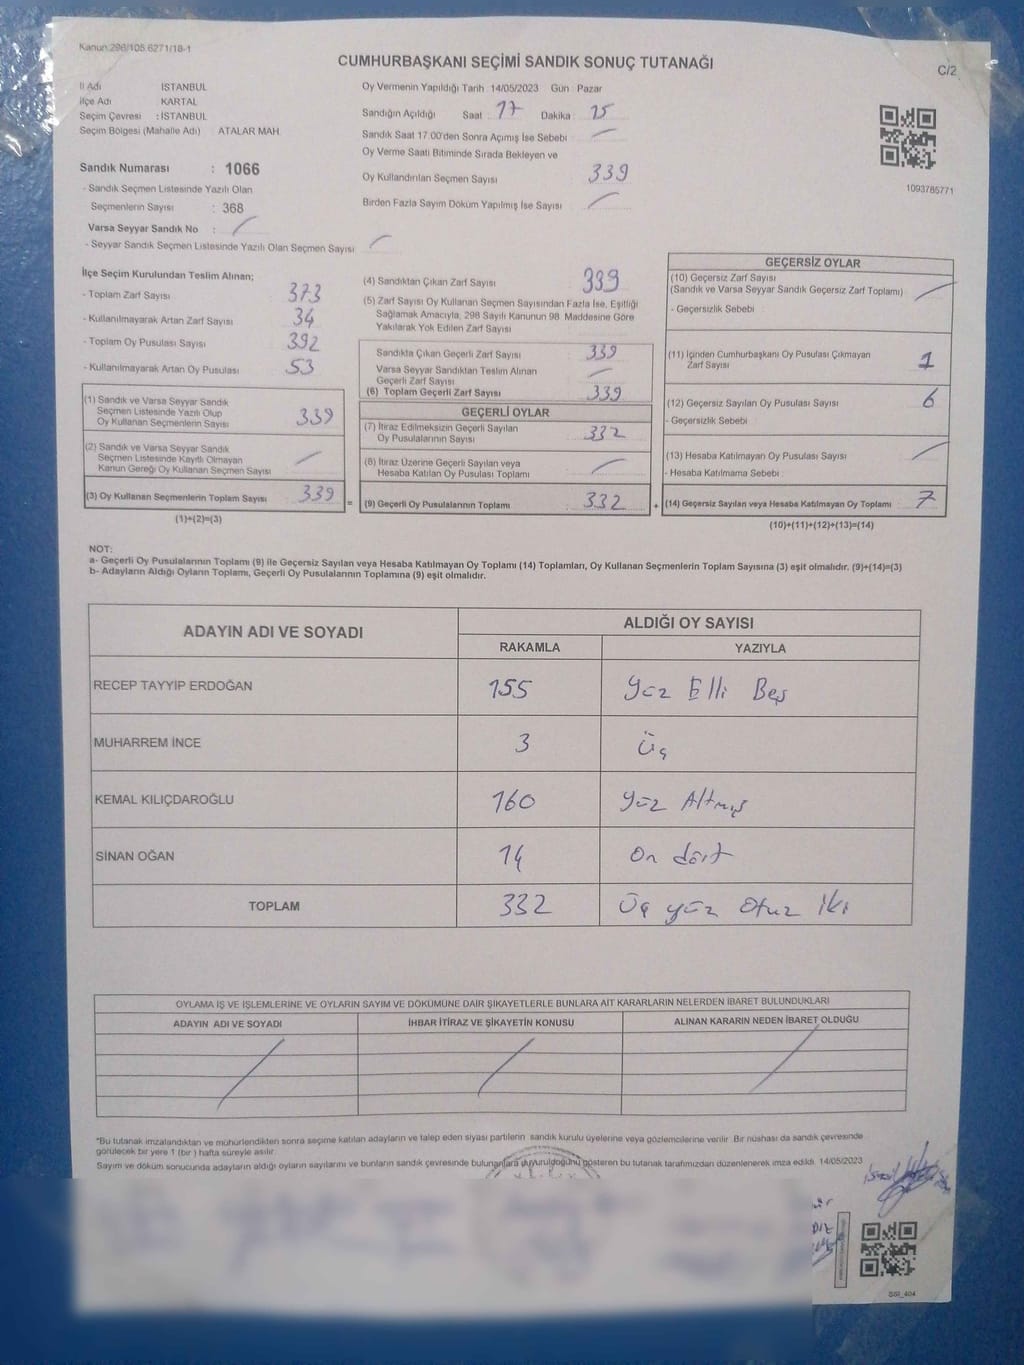 Kanun:298/105.6271/18-1
CUMHURBAŞKANI SEÇİMİ SANDIK SONUÇ TUTANAĞI
C/2
İl Adı İSTANBUL
İlçe Adı KARTAL
Seçim Çevresi : İSTANBUL
Seçim Bölgesi (Mahalle Adı) ATALAR MAH
Sandık Numarası : 1066
- Sandık Seçmen Listesinde Yazılı Olan
Seçmenlerin Sayısı : 368
Varsa Seyyar Sandık No :
- Seyyar Sandık Seçmen Listesinde Yazılı Olan Seçmen Sayısı
Oy Vermenin Yapıldığı Tarih 14/05/2023 Gün Pazar
Sandığın Açıldığı Saat 17 Dakika : 15
Sandık Saat 17:00'den Sonra Açımış İse Sebebi
Oy Verme Saati Bitiminde Sırada Bekleyen ve
Oy Kullandırılan Seçmen Sayısı : 339
Birden Fazla Sayım Döküm Yapılmış İse Sayısı
1093785771
İlçe Seçim Kurulundan Teslim Alınan;
- Toplam Zarf Sayısı 373
- Kullanılmayarak Artan Zarf Sayısı 34
- Toplam Oy Pusulası Sayısı 392
- Kullanılmayarak Artan Oy Pusulası 53
(1) Sandık ve Varsa Seyyar Sandık
Seçmen Listesinde Yazılı Olup
Oy Kullanan Seçmenlerin Sayısı 339
(2) Sandık ve Varsa Seyyar Sandık
Seçmen Listesinde Kayıtlı Olmayan
Kanun Gereği Oy Kullanan Seçmen Sayısı
(3) Oy Kullanan Seçmenlerin Toplam Sayısı 339 =
(1)+(2)=(3)
(4) Sandıktan Çıkan Zarf Sayısı 339
(5) Zarf Sayısı Oy Kullanan Seçmen Sayısından Fazla İse, Eşitliği
Sağlamak Amacıyla, 298 Sayılı Kanunun 98. Maddesine Göre
Yakılarak Yok Edilen Zarf Sayısı
Sandıkta Çıkan Geçerli Zarf Sayısı 339
Varsa Seyyar Sandıktan Teslim Alınan
Geçerli Zarf Sayısı
(6) Toplam Geçerli Zarf Sayısı 339
GEÇERLİ OYLAR
(7) İtiraz Edilmeksizin Geçerli Sayılan
Oy Pusulalarının Sayısı 332
(8) İtiraz Üzerine Geçerli Sayılan veya
Hesaba Katılan Oy Pusulası Toplamı
(9) Geçerli Oy Pusulalarının Toplamı 332 +
GEÇERSİZ OYLAR
(10) Geçersiz Zarf Sayısı
(Sandık ve Varsa Seyyar Sandık Geçersiz Zarf Toplamı)
- Geçersizlik Sebebi :
(11) İçinden Cumhurbaşkanı Oy Pusulası Çıkmayan
Zarf Sayısı 1
(12) Geçersiz Sayılan Oy Pusulası Sayısı 6
- Geçersizlik Sebebi :
(13) Hesaba Katılmayan Oy Pusulası Sayısı
- Hesaba Katılmama Sebebi :
(14) Geçersiz Sayılan veya Hesaba Katılmayan Oy Toplamı 7
(10)+(11)+(12)+(13)=(14)
NOT:
a- Geçerli Oy Pusulalarının Toplamı (9) ile Geçersiz Sayılan veya Hesaba Katılmayan Oy Toplamı (14) Toplamları, Oy Kullanan Seçmenlerin Toplam Sayısına (3) eşit olmalıdır. (9)+(14)=(3)
b- Adayların Aldığı Oyların Toplamı, Geçerli Oy Pusulalarının Toplamına (9) eşit olmalıdır.
ADAYIN ADI VE SOYADI
ALDIĞI OY SAYISI
RAKAMLA YAZIYLA
RECEP TAYYİP ERDOĞAN 155 Yüz Elli Beş
MUHARREM İNCE 3 Üç
KEMAL KILIÇDAROĞLU 160 Yüz Altmış
SİNAN OĞAN 14 On dört
TOPLAM 332 Üç yüz Otuz İki
OYLAMA İŞ VE İŞLEMLERİNE VE OYLARIN SAYIM VE DÖKÜMÜNE DAİR ŞİKAYETLERLE BUNLARA AİT KARARLARIN NELERDEN İBARET BULUNDUKLARI
ADAYIN ADI VE SOYADI İHBAR İTİRAZ VE ŞİKAYETİN KONUSU ALINAN KARARIN NEDEN İBARET OLDUĞU
*Bu tutanak imzalandıktan ve mühürlendikten sonra seçime katılan adayların ve talep eden siyasi partilerin sandık kurulu üyelerine veya gözlemcilerine verilir. Bir nüshası da sandık çevresinde
görülecek bir yere 1 (bir) hafta süreyle asılır.
Sayım ve döküm sonucunda adayların aldığı oyların sayılarını ve bunların sandık çevresinde bulunanlara duyurulduğunu gösteren bu tutanak tarafımızdan düzenlenerek imza edildi. 14/05/2023